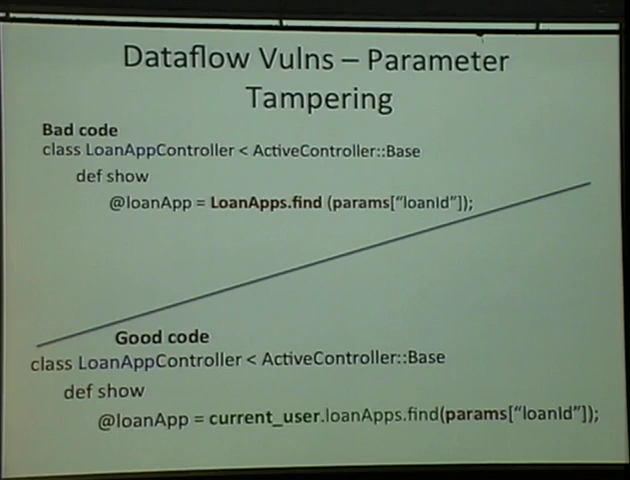 Dataflow Vulns – Parameter
Tampering
Bad code
class LoanAppController < ActiveController::Base
def show
@loanApp = LoanApps.find (params[“loanId”]);
Good code
class LoanAppController < ActiveController::Base
def show
@loanApp = current_user.loanApps.find(params[“loanId”]);